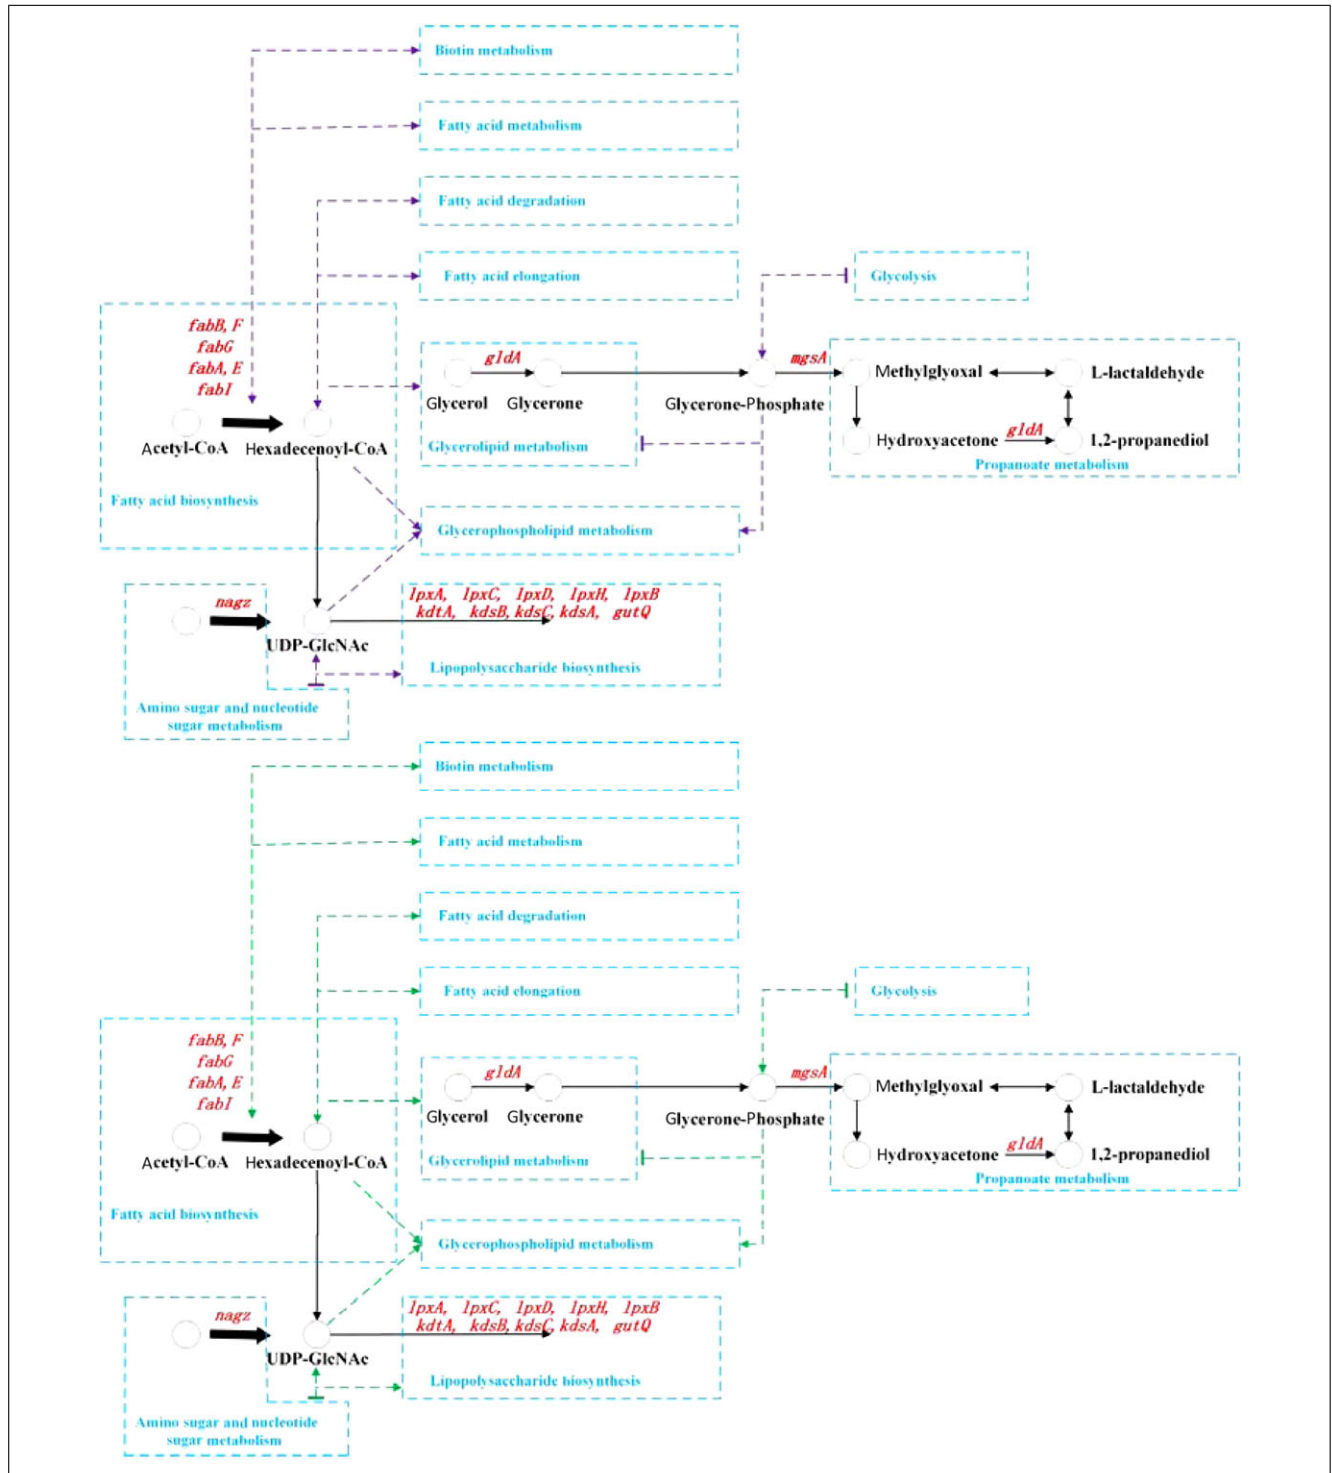 Biotin metabolism
Fatty acid metabolism
Fatty acid degradation
Fatty acid elongation
Glycolysis
fabB, F
fabG
fabA, E
fabI
Acetyl-CoA
Hexadecenoyl-CoA
Fatty acid biosynthesis
gldA
Glycerol
Glycerone
Glycerolipid metabolism
Glycerone-Phosphate
mgsA
Methylglyoxal
L-lactaldehyde
Hydroxyacetone
gldA
1,2-propanediol
Propanoate metabolism
Glycerophospholipid metabolism
nagz
UDP-GlcNAc
lpxA, lpxC, lpxD, lpxH, lpxB
kdtA, kdsB, kdsC, kdsA, gutQ
Lipopolysaccharide biosynthesis
Amino sugar and nucleotide
sugar metabolism
Biotin metabolism
Fatty acid metabolism
Fatty acid degradation
Fatty acid elongation
Glycolysis
fabB, F
fabG
fabA, E
fabI
Acetyl-CoA
Hexadecenoyl-CoA
Fatty acid biosynthesis
gldA
Glycerol
Glycerone
Glycerolipid metabolism
Glycerone-Phosphate
mgsA
Methylglyoxal
L-lactaldehyde
Hydroxyacetone
gldA
1,2-propanediol
Propanoate metabolism
Glycerophospholipid metabolism
nagz
UDP-GlcNAc
lpxA, lpxC, lpxD, lpxH, lpxB
kdtA, kdsB, kdsC, kdsA, gutQ
Lipopolysaccharide biosynthesis
Amino sugar and nucleotide
sugar metabolism